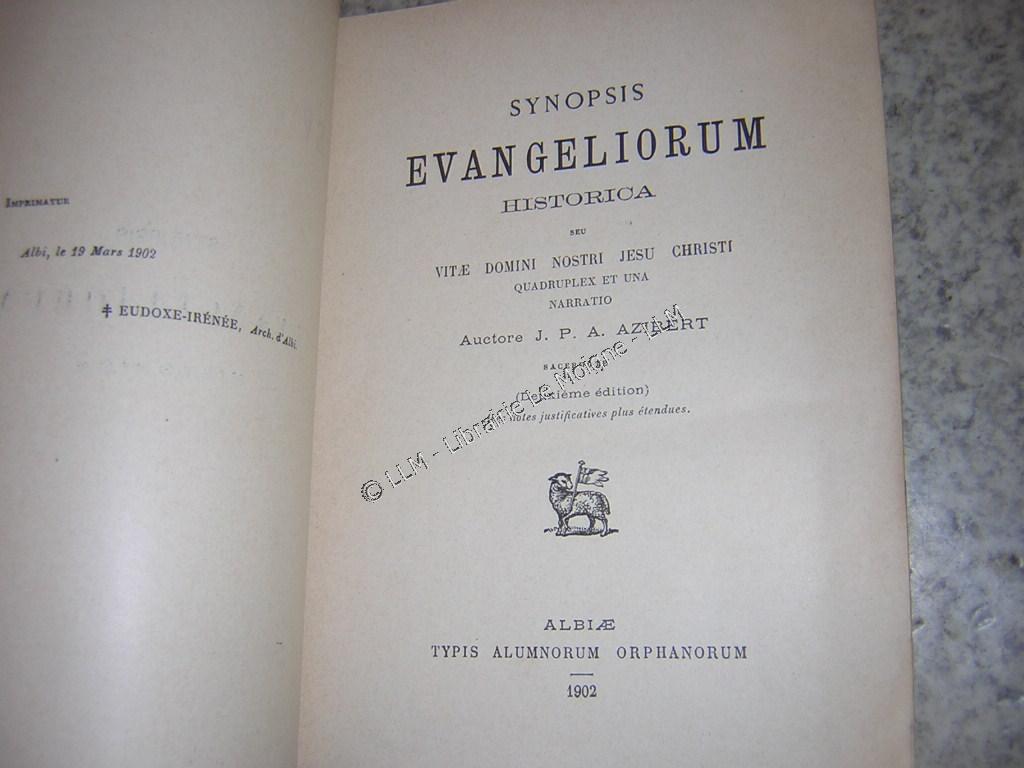 IMPRIMATUR
Albi, le 19 Mars 1902
‡ EUDOXE-IRÉNÉE, Arch. d'Albi.
SYNOPSIS
EVANGELIORUM
HISTORICA
SEU
VITÆ DOMINI NOSTRI JESU CHRISTI
QUADRUPLEX ET UNA
NARRATIO
Auctore J. P. A. AZIBERT
(Deuxième édition)
notes justificatives plus étendues.
© LLM - Librairie Le Moigne - LLM
ALBIÆ
TYPIS ALUMNORUM ORPHANORUM
1902